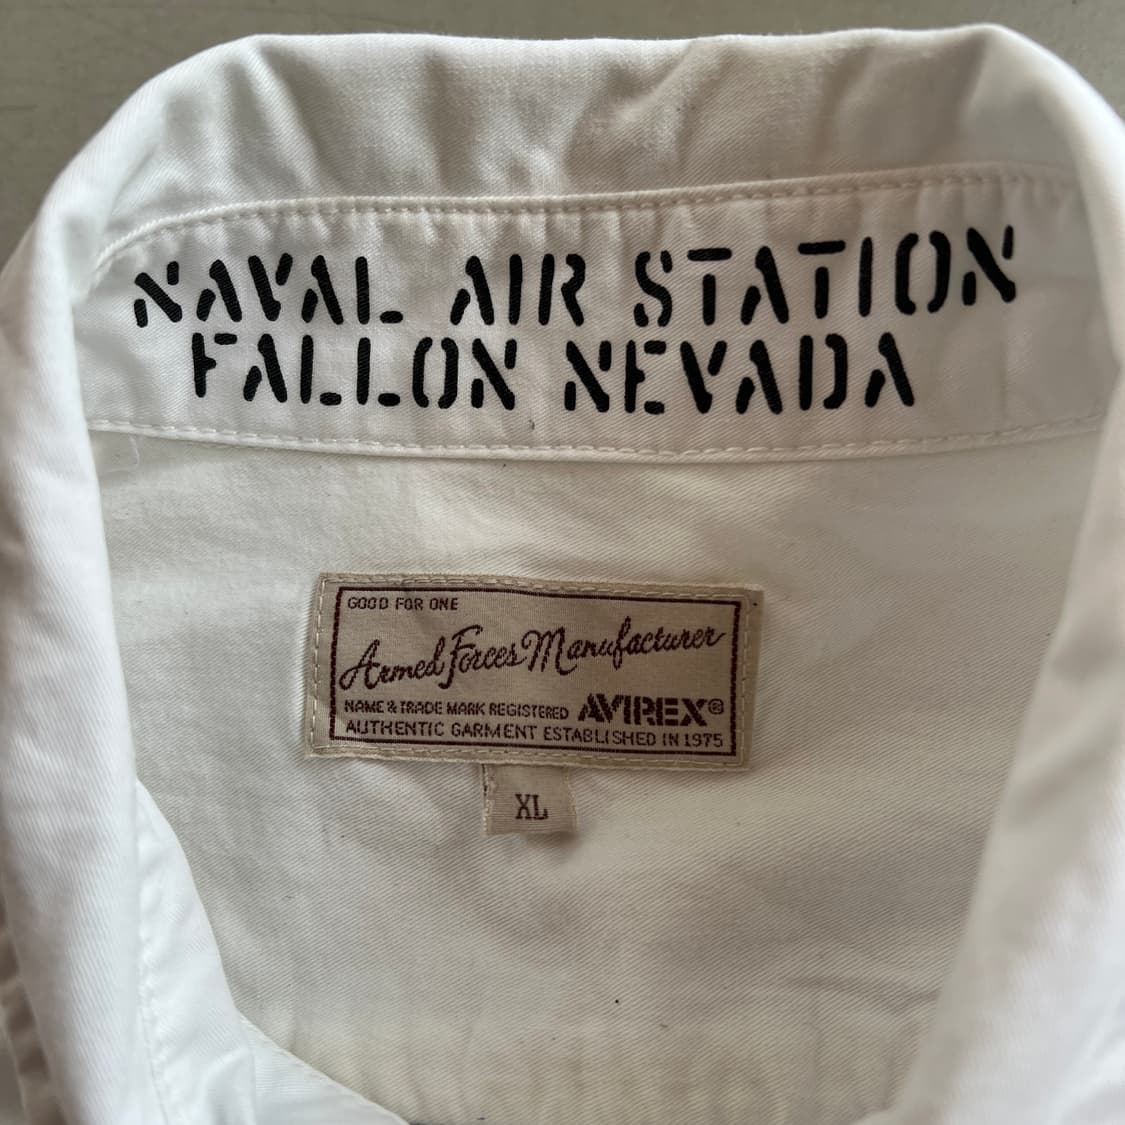 NAVAL AIR STATION
FALLON NEVADA
GOOD FOR ONE
Armed Forces Manufacturer
NAME & TRADE MARK REGISTERED AVIREX®
AUTHENTIC GARMENT ESTABLISHED IN 1975
XL